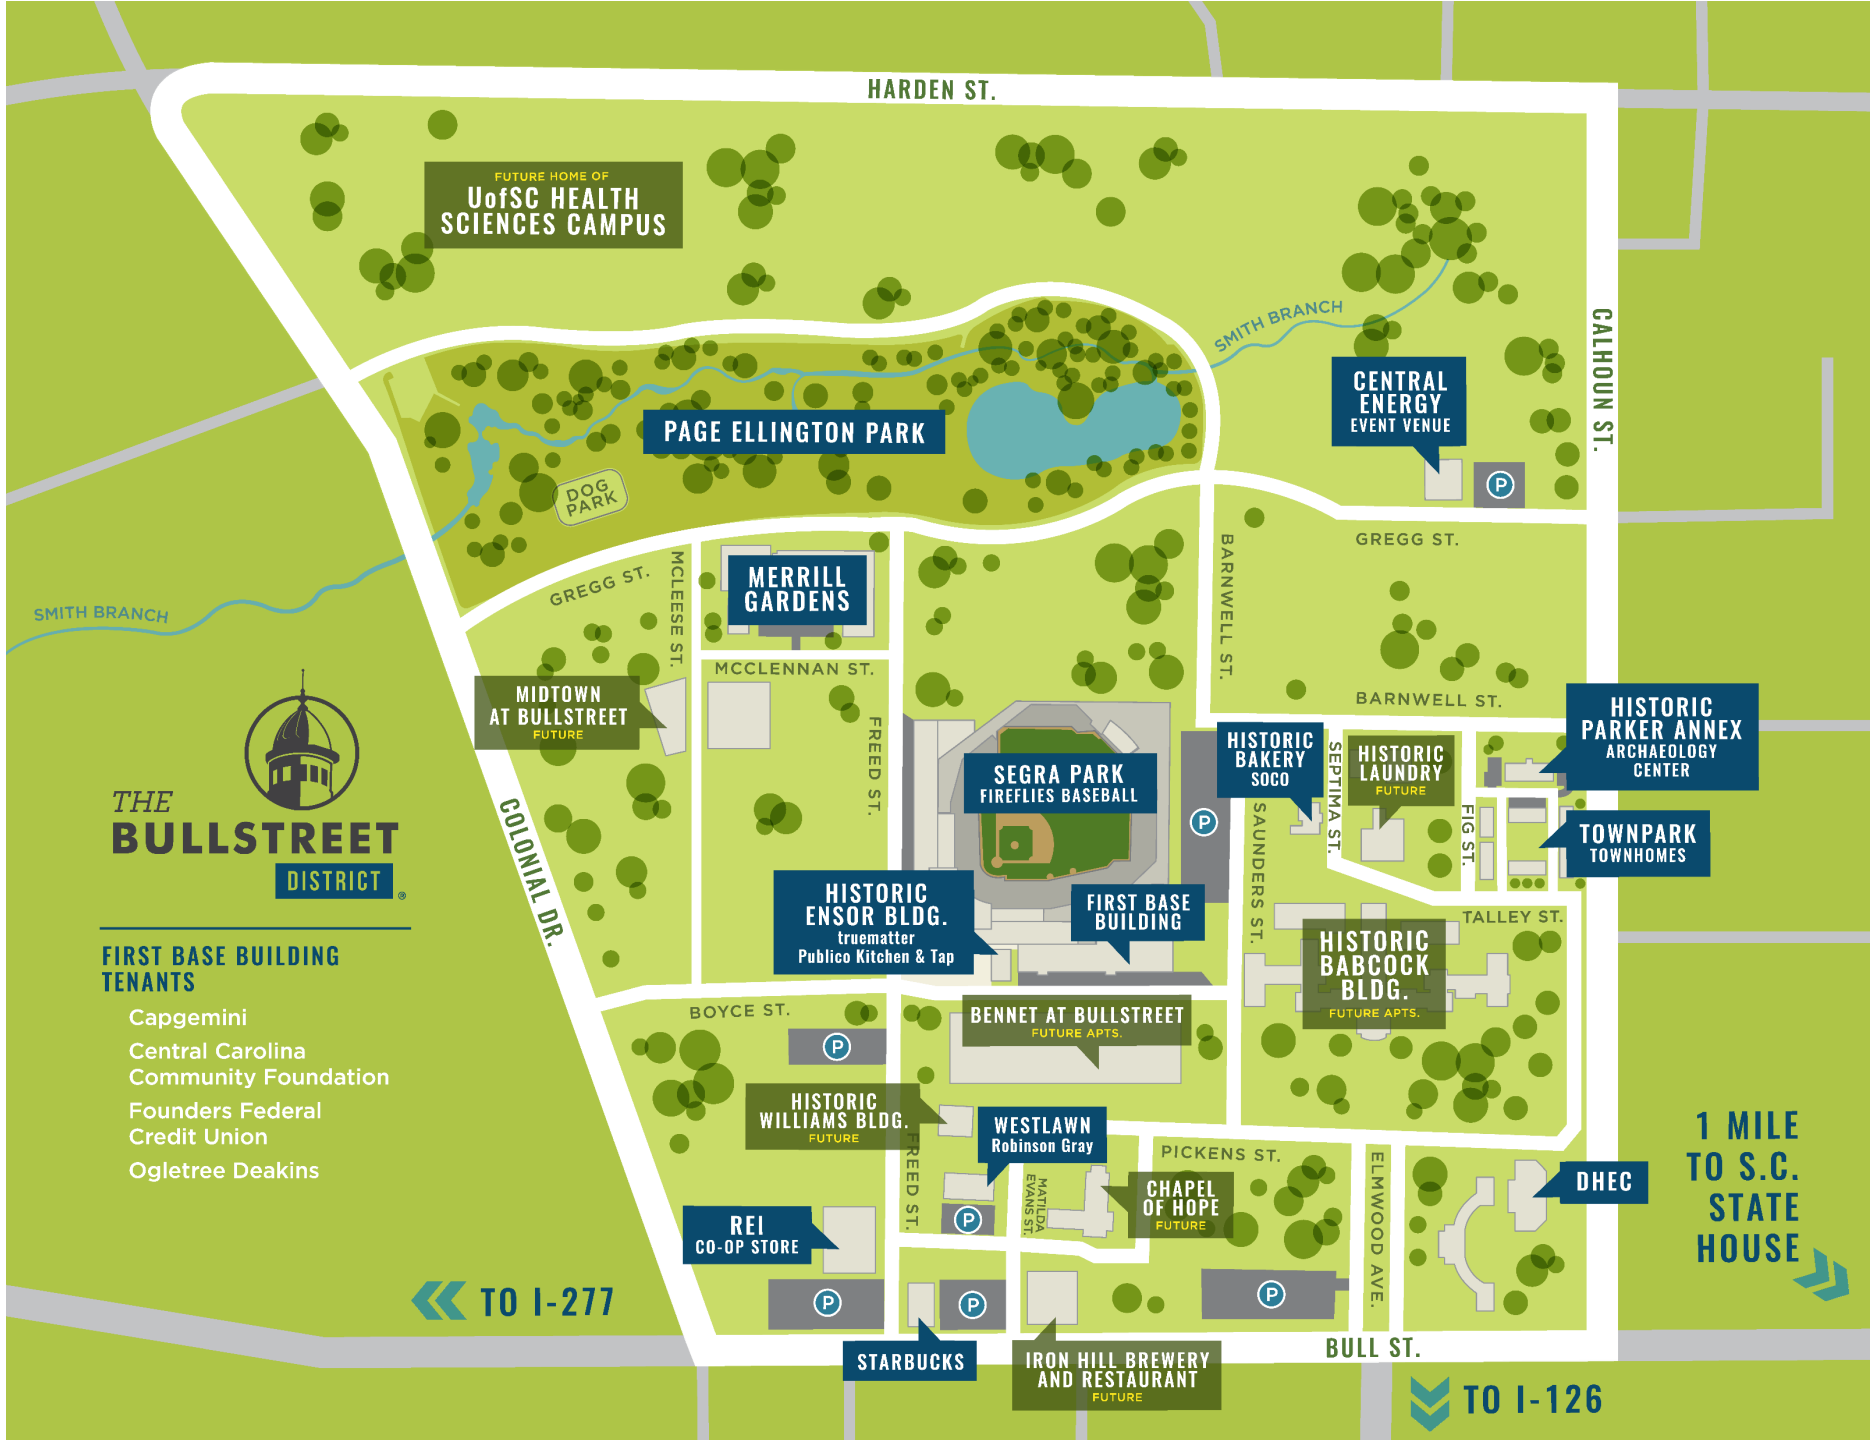 HARDEN ST.
FUTURE HOME OF
UofSC HEALTH
SCIENCES CAMPUS
SMITH BRANCH
CALHOUN ST.
CENTRAL
ENERGY
EVENT VENUE
P
PAGE ELLINGTON PARK
DOG
PARK
GREGG ST.
GREGG ST.
SMITH BRANCH
MCLEESE ST.
MERRILL
GARDENS
MCCLENNAN ST.
BARNWELL ST.
BARNWELL ST.
MIDTOWN
AT BULLSTREET
FUTURE
FREED ST.
SEGRA PARK
FIREFLIES BASEBALL
P
HISTORIC
BAKERY
SOCO
SEPTIMA ST.
HISTORIC
LAUNDRY
FUTURE
HISTORIC
PARKER ANNEX
ARCHAEOLOGY
CENTER
FIG ST.
TOWNPARK
TOWNHOMES
SAUNDERS ST.
TALLEY ST.
COLONIAL DR.
HISTORIC
ENSOR BLDG.
truematter
Publico Kitchen & Tap
FIRST BASE
BUILDING
HISTORIC
BABCOCK
BLDG.
FUTURE APTS.
THE
BULLSTREET
DISTRICT
®
FIRST BASE BUILDING
TENANTS
Capgemini
Central Carolina
Community Foundation
Founders Federal
Credit Union
Ogletree Deakins
BOYCE ST.
P
BENNET AT BULLSTREET
FUTURE APTS.
HISTORIC
WILLIAMS BLDG.
FUTURE
FREED ST.
WESTLAWN
Robinson Gray
P
MATILDA
EVANS ST.
PICKENS ST.
CHAPEL
OF HOPE
FUTURE
ELMWOOD AVE.
DHEC
1 MILE
TO S.C.
STATE
HOUSE
REI
CO-OP STORE
P
P
P
TO I-277
STARBUCKS
IRON HILL BREWERY
AND RESTAURANT
FUTURE
BULL ST.
TO I-126